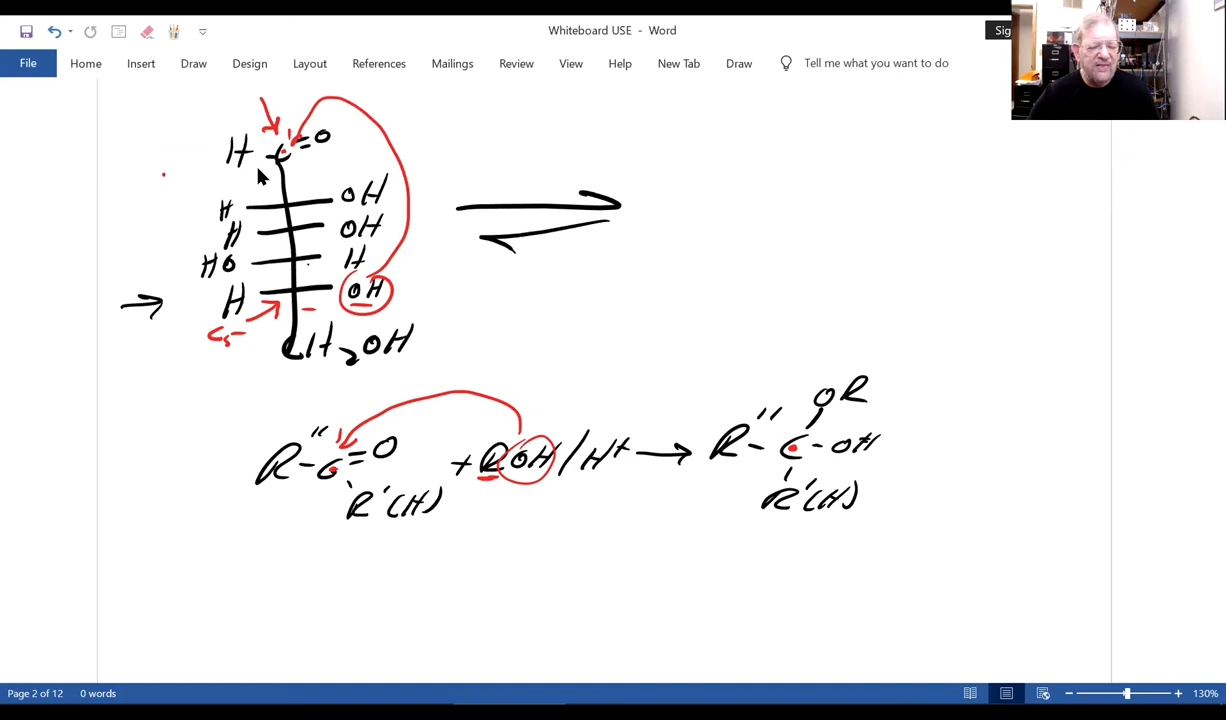 Whiteboard USE - Word
Sig
File Home Insert Draw Design Layout References Mailings Review View Help New Tab Draw Tell me what you want to do
H - C = O
H OH
H OH
HO H
H OH
C5
CH2OH
R'' - C = O + ROH / H+ → R'' - C - OH
OR
R'(H) R'(H)
Page 2 of 12 0 words 130%